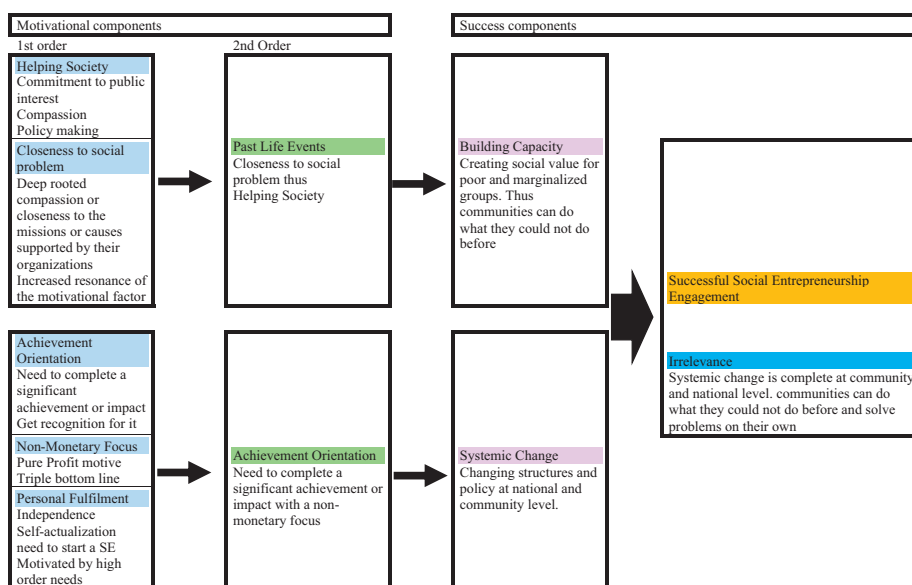 Motivational components
Success components
1st order
2nd Order
Helping Society
Commitment to public
interest
Compassion
Policy making
Closeness to social
problem
Deep rooted
compassion or
closeness to the
missions or causes
supported by their
organizations
Increased resonance of
the motivational factor
Past Life Events
Closeness to social
problem thus
Helping Society
Building Capacity
Creating social value for
poor and marginalized
groups. Thus
communities can do
what they could not do
before
Achievement
Orientation
Need to complete a
significant
achievement or impact
Get recognition for it
Non-Monetary Focus
Pure Profit motive
Triple bottom line
Personal Fulfilment
Independence
Self-actualization
need to start a SE
Motivated by high
order needs
Achievement Orientation
Need to complete a
significant achievement or
impact with a non-
monetary focus
Systemic Change
Changing structures and
policy at national and
community level.
Successful Social Entrepreneurship
Engagement
Irrelevance
Systemic change is complete at community
and national level. communities can do
what they could not do before and solve
problems on their own